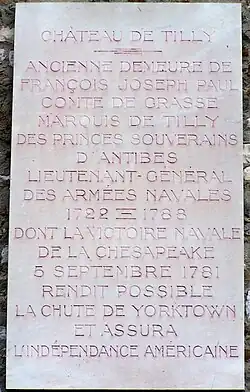 CHÂTEAU DE TILLY
ANCIENNE DEMEURE DE
FRANÇOIS JOSEPH PAUL
COMTE DE GRASSE
MARQUIS DE TILLY
DES PRINCES SOUVERAINS
D'ANTIBES
LIEUTENANT-GÉNÉRAL
DES ARMÉES NAVALES
1722 1788
DONT LA VICTOIRE NAVALE
DE LA CHESAPEAKE
5 SEPTEMBRE 1781
RENDIT POSSIBLE
LA CHUTE DE YORKTOWN
ET ASSURA
L'INDÉPENDANCE AMÉRICAINE